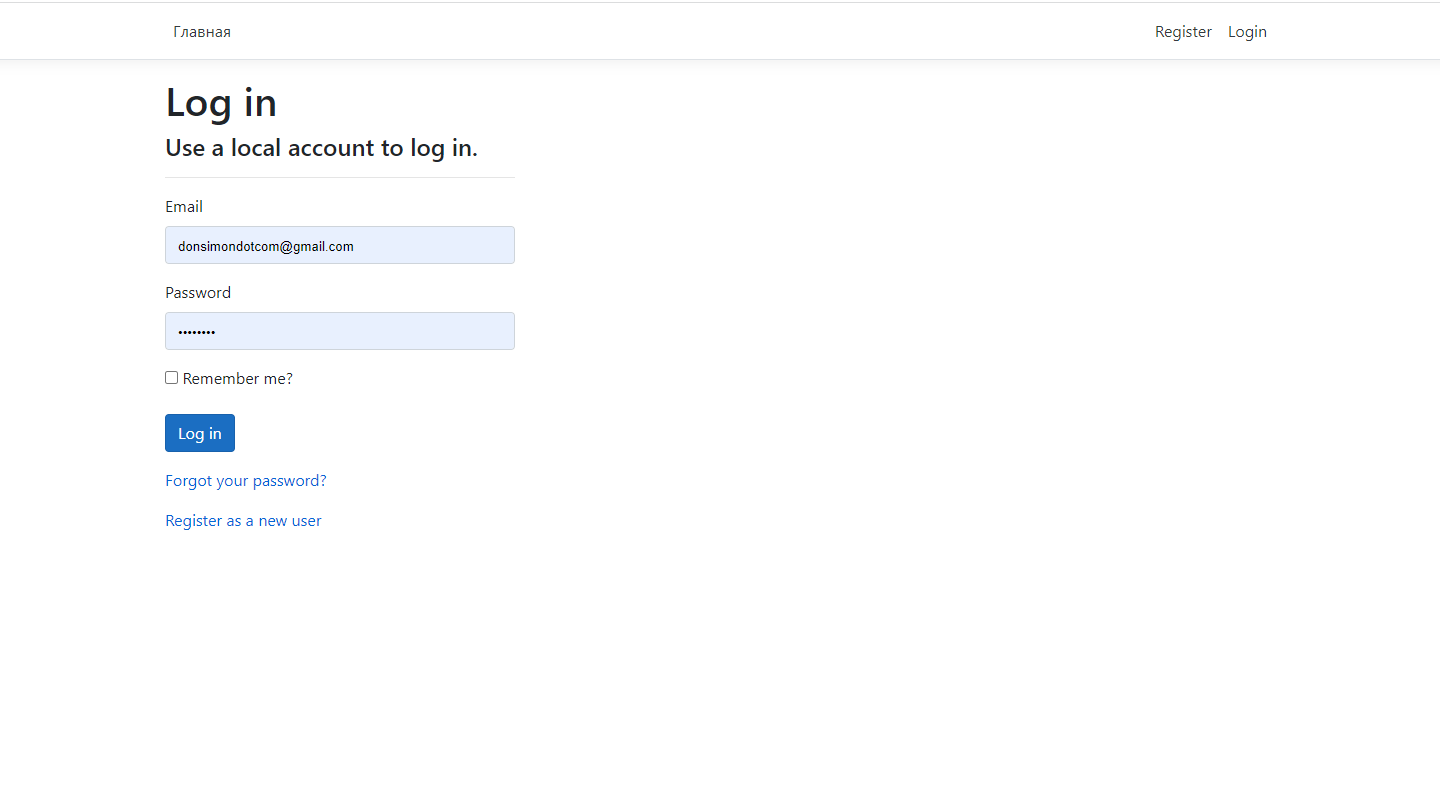 Главная Register Login
Log in
Use a local account to log in.
Email
donsimondotcom@gmail.com
Password
••••••••
Remember me?
Log in
Forgot your password?
Register as a new user